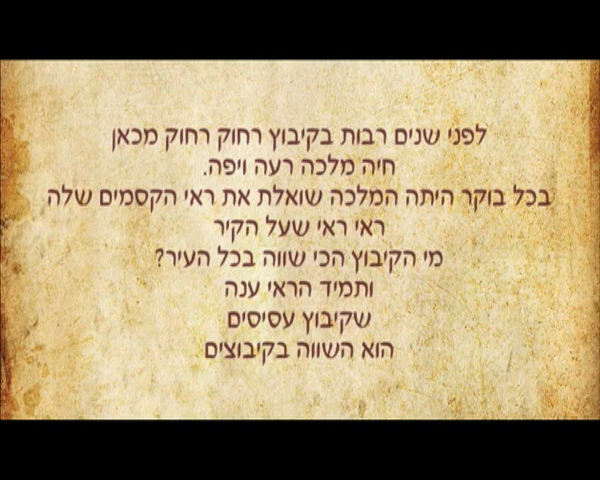 לפני שנים רבות בקיבוץ רחוק רחוק מכאן
חיה מלכה רעה ויפה.
בכל בוקר היתה המלכה שואלת את ראי הקסמים שלה
ראי ראי שעל הקיר
מי הקיבוץ הכי שווה בכל העיר?
ותמיד הראי ענה
שקיבוץ עסיסים
הוא השווה בקיבוצים